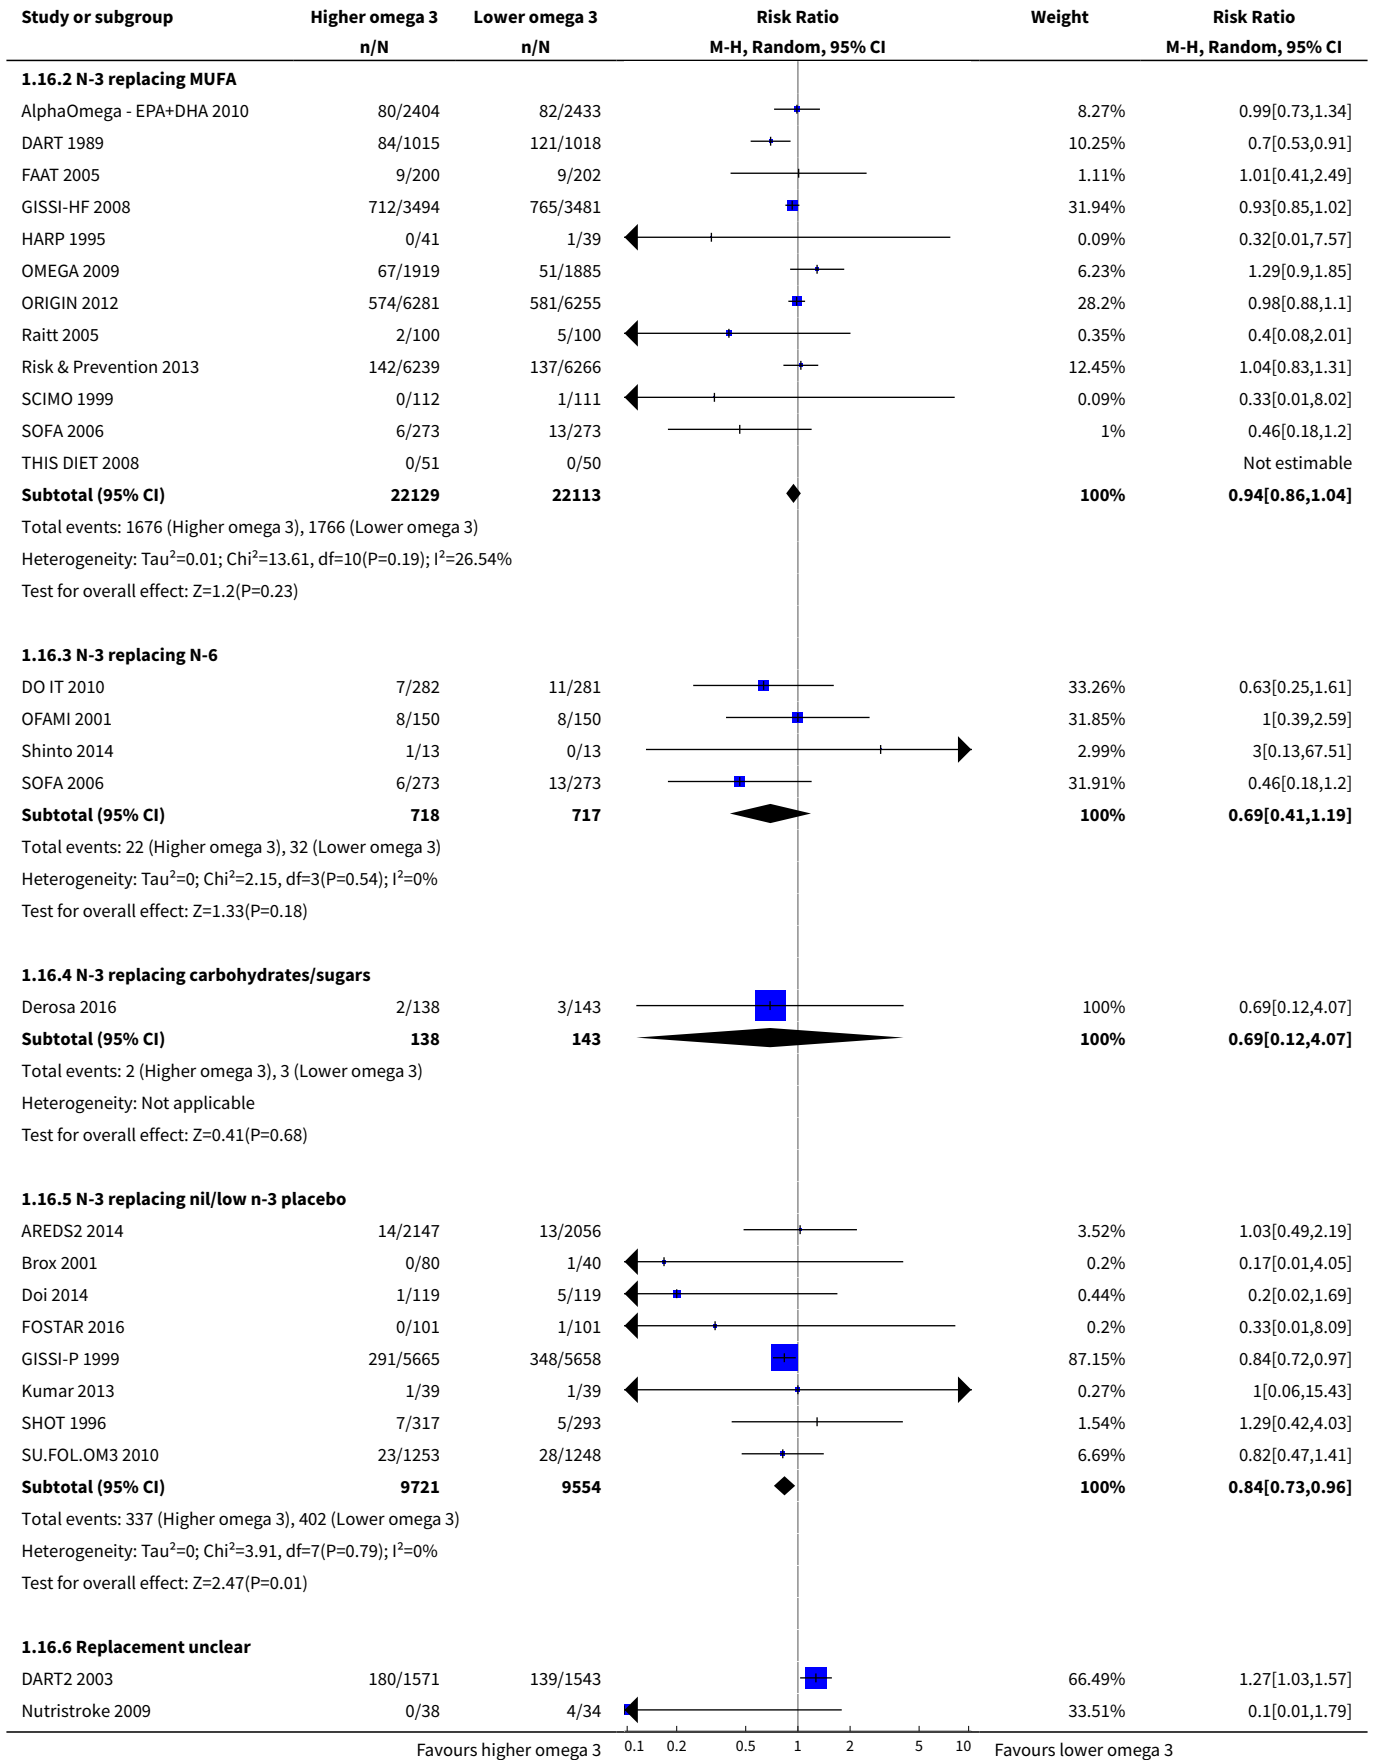 Study or subgroup Higher omega 3 Lower omega 3 Risk Ratio Weight Risk Ratio
n/N n/N M-H, Random, 95% CI M-H, Random, 95% CI
1.16.2 N-3 replacing MUFA
AlphaOmega - EPA+DHA 2010 80/2404 82/2433 8.27% 0.99[0.73,1.34]
DART 1989 84/1015 121/1018 10.25% 0.7[0.53,0.91]
FAAT 2005 9/200 9/202 1.11% 1.01[0.41,2.49]
GISSI-HF 2008 712/3494 765/3481 31.94% 0.93[0.85,1.02]
HARP 1995 0/41 1/39 0.09% 0.32[0.01,7.57]
OMEGA 2009 67/1919 51/1885 6.23% 1.29[0.9,1.85]
ORIGIN 2012 574/6281 581/6255 28.2% 0.98[0.88,1.1]
Raitt 2005 2/100 5/100 0.35% 0.4[0.08,2.01]
Risk & Prevention 2013 142/6239 137/6266 12.45% 1.04[0.83,1.31]
SCIMO 1999 0/112 1/111 0.09% 0.33[0.01,8.02]
SOFA 2006 6/273 13/273 1% 0.46[0.18,1.2]
THIS DIET 2008 0/51 0/50 Not estimable
Subtotal (95% CI) 22129 22113 100% 0.94[0.86,1.04]
Total events: 1676 (Higher omega 3), 1766 (Lower omega 3)
Heterogeneity: Tau²=0.01; Chi²=13.61, df=10(P=0.19); I²=26.54%
Test for overall effect: Z=1.2(P=0.23)
1.16.3 N-3 replacing N-6
DO IT 2010 7/282 11/281 33.26% 0.63[0.25,1.61]
OFAMI 2001 8/150 8/150 31.85% 1[0.39,2.59]
Shinto 2014 1/13 0/13 2.99% 3[0.13,67.51]
SOFA 2006 6/273 13/273 31.91% 0.46[0.18,1.2]
Subtotal (95% CI) 718 717 100% 0.69[0.41,1.19]
Total events: 22 (Higher omega 3), 32 (Lower omega 3)
Heterogeneity: Tau²=0; Chi²=2.15, df=3(P=0.54); I²=0%
Test for overall effect: Z=1.33(P=0.18)
1.16.4 N-3 replacing carbohydrates/sugars
Derosa 2016 2/138 3/143 100% 0.69[0.12,4.07]
Subtotal (95% CI) 138 143 100% 0.69[0.12,4.07]
Total events: 2 (Higher omega 3), 3 (Lower omega 3)
Heterogeneity: Not applicable
Test for overall effect: Z=0.41(P=0.68)
1.16.5 N-3 replacing nil/low n-3 placebo
AREDS2 2014 14/2147 13/2056 3.52% 1.03[0.49,2.19]
Brox 2001 0/80 1/40 0.2% 0.17[0.01,4.05]
Doi 2014 1/119 5/119 0.44% 0.2[0.02,1.69]
FOSTAR 2016 0/101 1/101 0.2% 0.33[0.01,8.09]
GISSI-P 1999 291/5665 348/5658 87.15% 0.84[0.72,0.97]
Kumar 2013 1/39 1/39 0.27% 1[0.06,15.43]
SHOT 1996 7/317 5/293 1.54% 1.29[0.42,4.03]
SU.FOL.OM3 2010 23/1253 28/1248 6.69% 0.82[0.47,1.41]
Subtotal (95% CI) 9721 9554 100% 0.84[0.73,0.96]
Total events: 337 (Higher omega 3), 402 (Lower omega 3)
Heterogeneity: Tau²=0; Chi²=3.91, df=7(P=0.79); I²=0%
Test for overall effect: Z=2.47(P=0.01)
1.16.6 Replacement unclear
DART2 2003 180/1571 139/1543 66.49% 1.27[1.03,1.57]
Nutristroke 2009 0/38 4/34 33.51% 0.1[0.01,1.79]
Favours higher omega 3 0.1 0.2 0.5 1 2 5 10 Favours lower omega 3